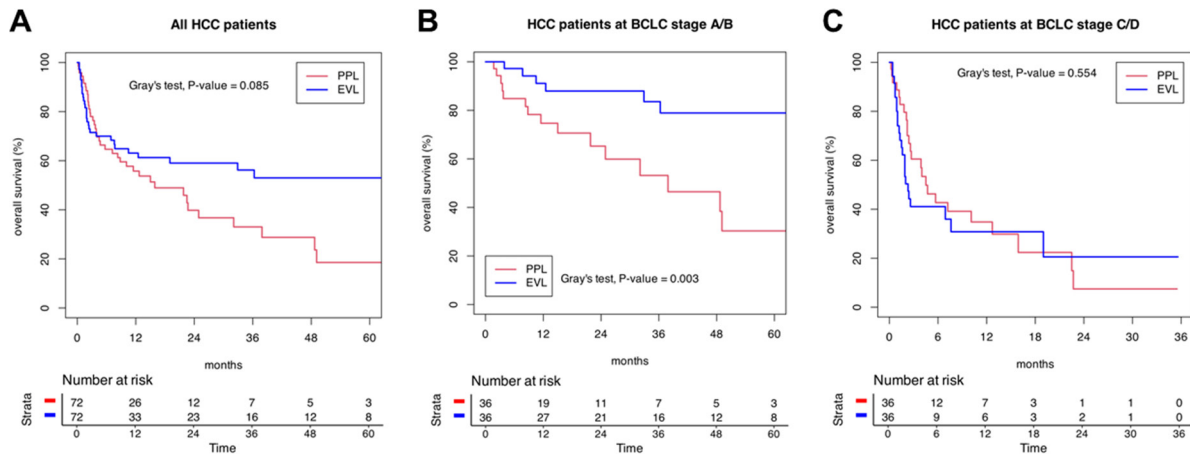 A
All HCC patients
overall survival (%)
100
80
60
40
20
0
Gray's test, P-value = 0.085
PPL
EVL
0 12 24 36 48 60
months
Number at risk
Strata
72 26 12 7 5 3
72 33 23 16 12 8
0 12 24 36 48 60
Time
B
HCC patients at BCLC stage A/B
overall survival (%)
100
80
60
40
20
0
PPL
EVL
Gray's test, P-value = 0.003
0 12 24 36 48 60
months
Number at risk
Strata
36 19 11 7 5 3
36 27 21 16 12 8
0 12 24 36 48 60
Time
C
HCC patients at BCLC stage C/D
overall survival (%)
100
80
60
40
20
0
Gray's test, P-value = 0.554
PPL
EVL
0 6 12 18 24 30 36
months
Number at risk
Strata
36 12 7 3 1 1 0
36 9 6 3 2 1 0
0 6 12 18 24 30 36
Time